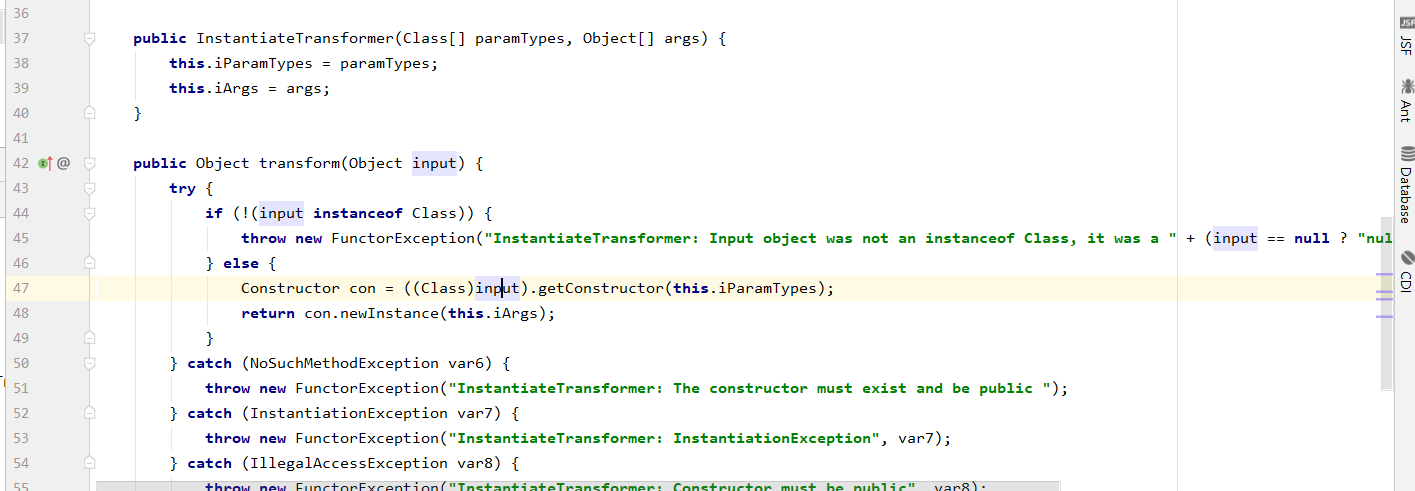 36
37 public InstantiateTransformer(Class[] paramTypes, Object[] args) {
38 this.iParamTypes = paramTypes;
39 this.iArgs = args;
40 }
41
42 @ public Object transform(Object input) {
43 try {
44 if (!(input instanceof Class)) {
45 throw new FunctorException("InstantiateTransformer: Input object was not an instanceof Class, it was a " + (input == null ? "nul
46 } else {
47 Constructor con = ((Class)input).getConstructor(this.iParamTypes);
48 return con.newInstance(this.iArgs);
49 }
50 } catch (NoSuchMethodException var6) {
51 throw new FunctorException("InstantiateTransformer: The constructor must exist and be public ");
52 } catch (InstantiationException var7) {
53 throw new FunctorException("InstantiateTransformer: InstantiationException", var7);
54 } catch (IllegalAccessException var8) {
55 throw new FunctorException("InstantiateTransformer: Constructor must be public", var8);
JSF
Ant
Database
CDI